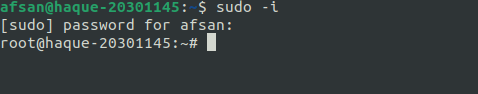 afsan@haque-20301145:~$ sudo -i
[sudo] password for afsan:
root@haque-20301145:~#